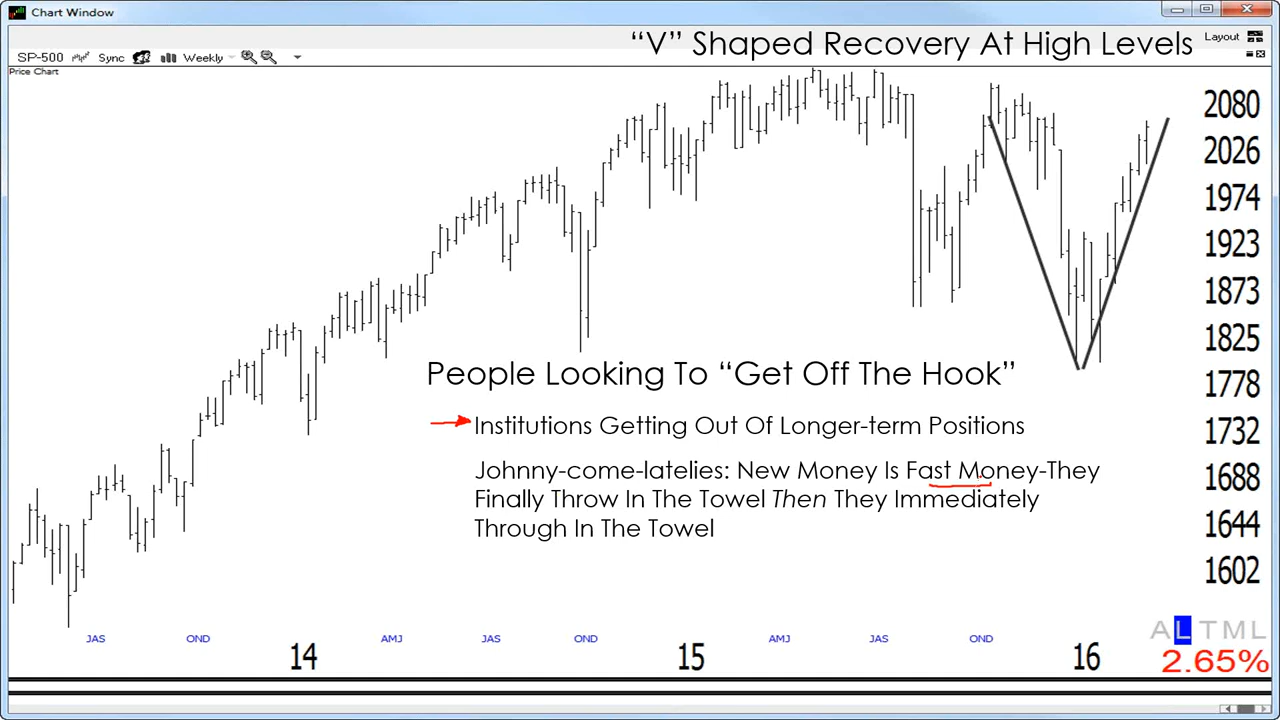 Chart Window
"V" Shaped Recovery At High Levels
Layout
SP-500 Sync Weekly
Price Chart
2080
2026
1974
1923
1873
1825
1778
1732
1688
1644
1602
People Looking To "Get Off The Hook"
Institutions Getting Out Of Longer-term Positions
Johnny-come-latelies: New Money Is Fast Money-They
Finally Throw In The Towel Then They Immediately
Through In The Towel
JAS OND AMJ JAS OND AMJ JAS OND
14 15 16
ALTML
2.65%